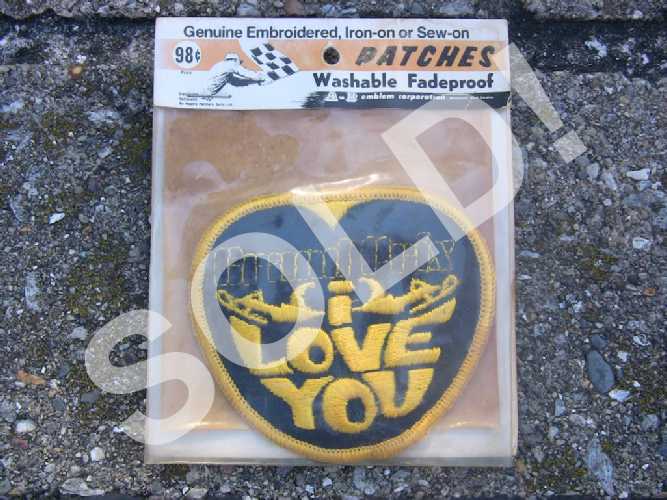 Genuine Embroidered, Iron-on or Sew-on
98¢
PATCHES
Washable Fadeproof
emblem corporation
i
LOVE
YOU
SOLD!